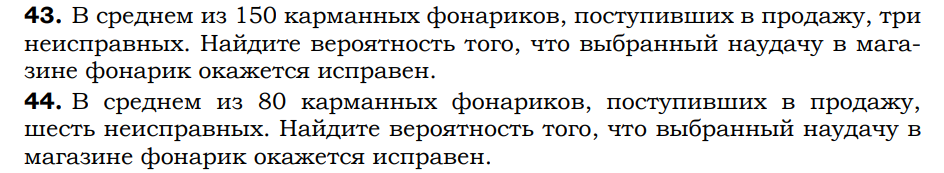 43. В среднем из 150 карманных фонариков, поступивших в продажу, три
неисправных. Найдите вероятность того, что выбранный наудачу в мага-
зине фонарик окажется исправен.
44. В среднем из 80 карманных фонариков, поступивших в продажу,
шесть неисправных. Найдите вероятность того, что выбранный наудачу в
магазине фонарик окажется исправен.